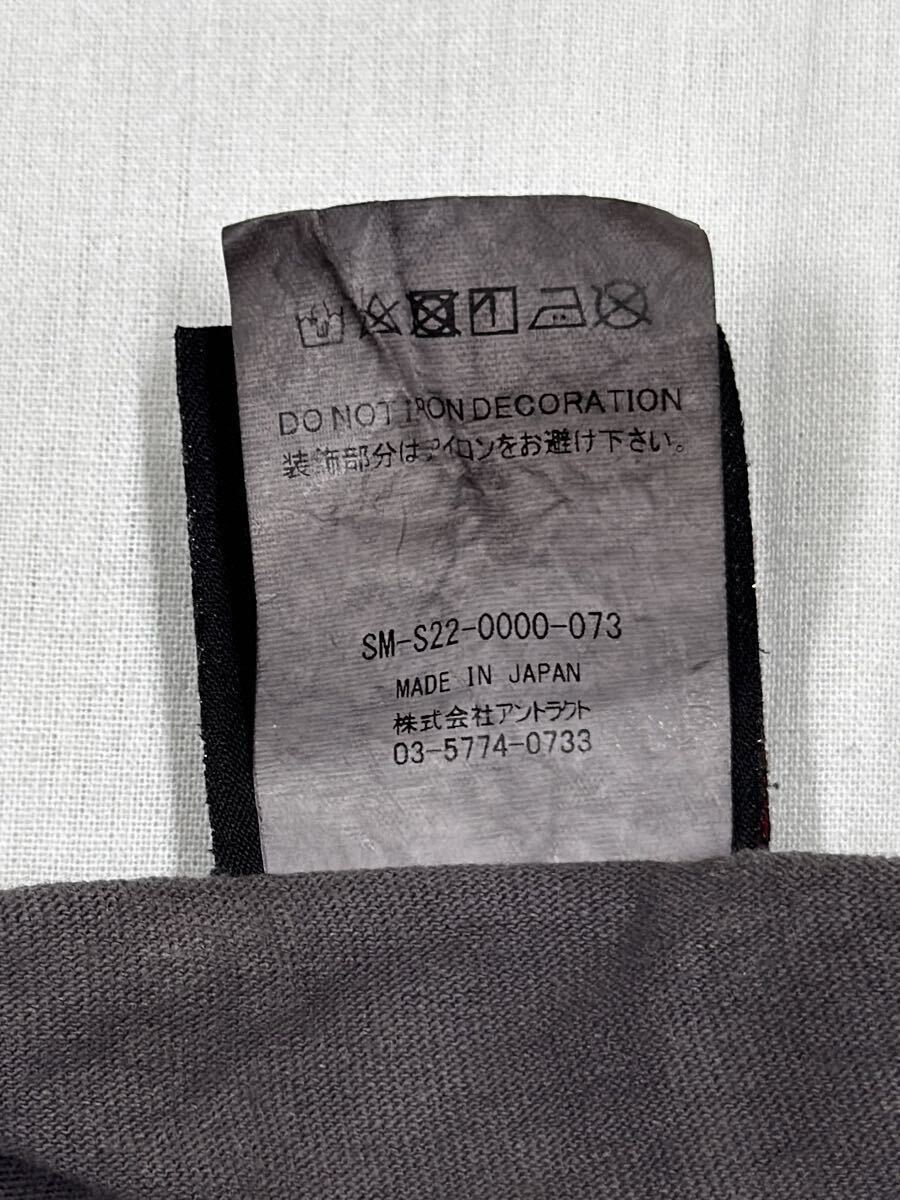 DO NOT IRON DECORATION
装飾部分はアイロンをお避け下さい。
SM-S22-0000-073
MADE IN JAPAN
株式会社アントラクト
03-5774-0733